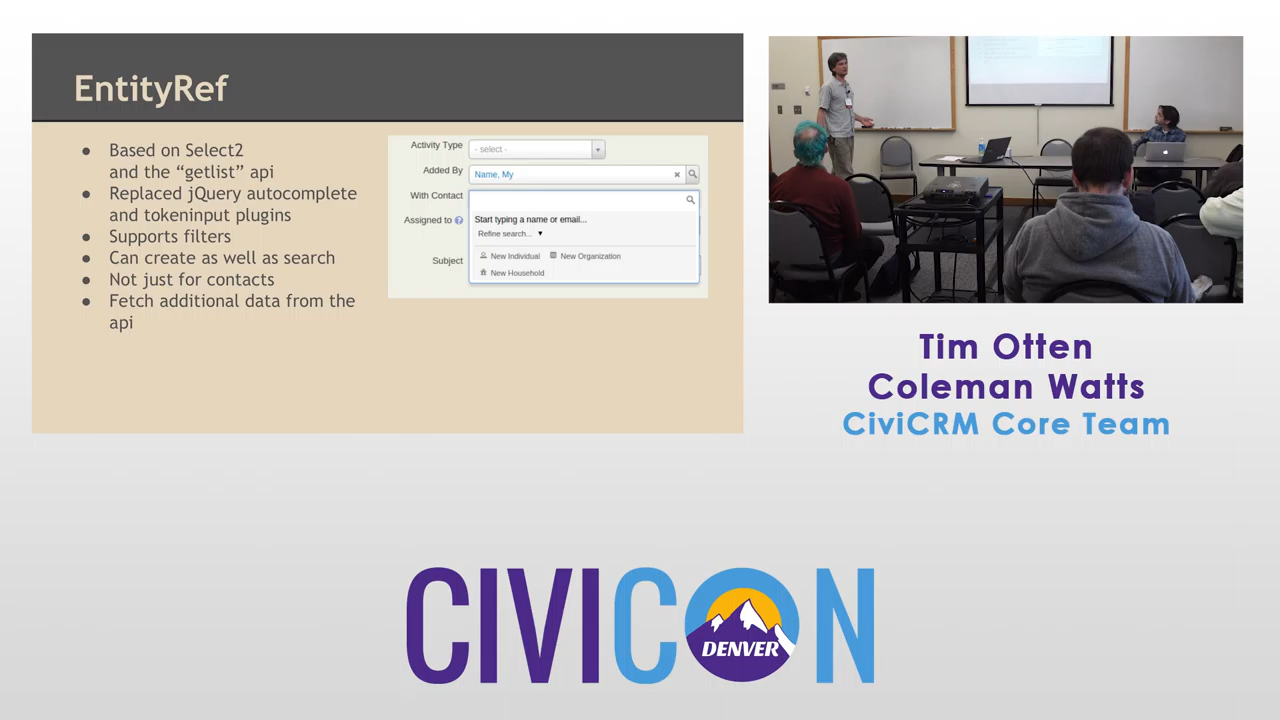 EntityRef
● Based on Select2
and the “getlist” api
● Replaced jQuery autocomplete
and tokeninput plugins
● Supports filters
● Can create as well as search
● Not just for contacts
● Fetch additional data from the
api
Activity Type - select -
Added By Name, My
With Contact
Start typing a name or email...
Assigned to
Refine search...
New Individual New Organization
Subject
New Household
Tim Otten
Coleman Watts
CiviCRM Core Team
CIVICON
DENVER